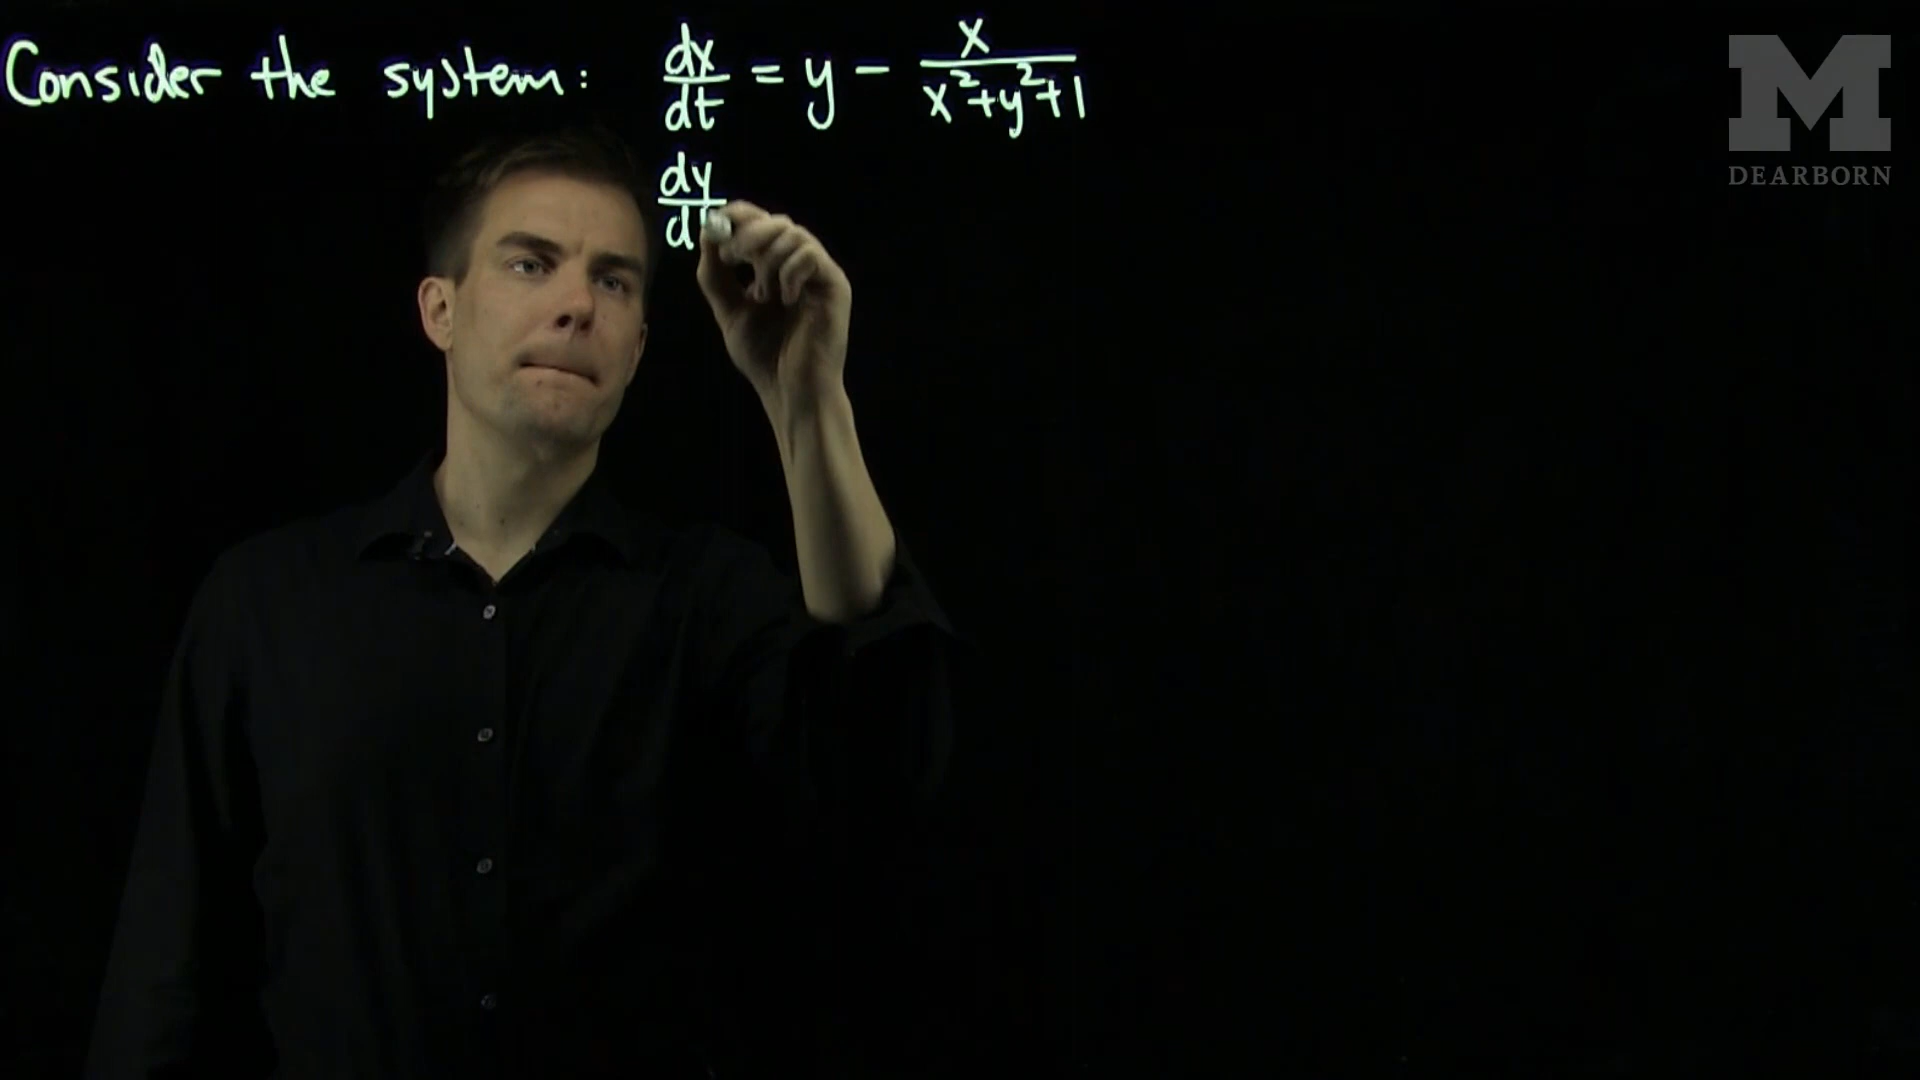 Consider the system: dx/dt = y - x/(x²+y²+1)
dy/dt
M
DEARBORN